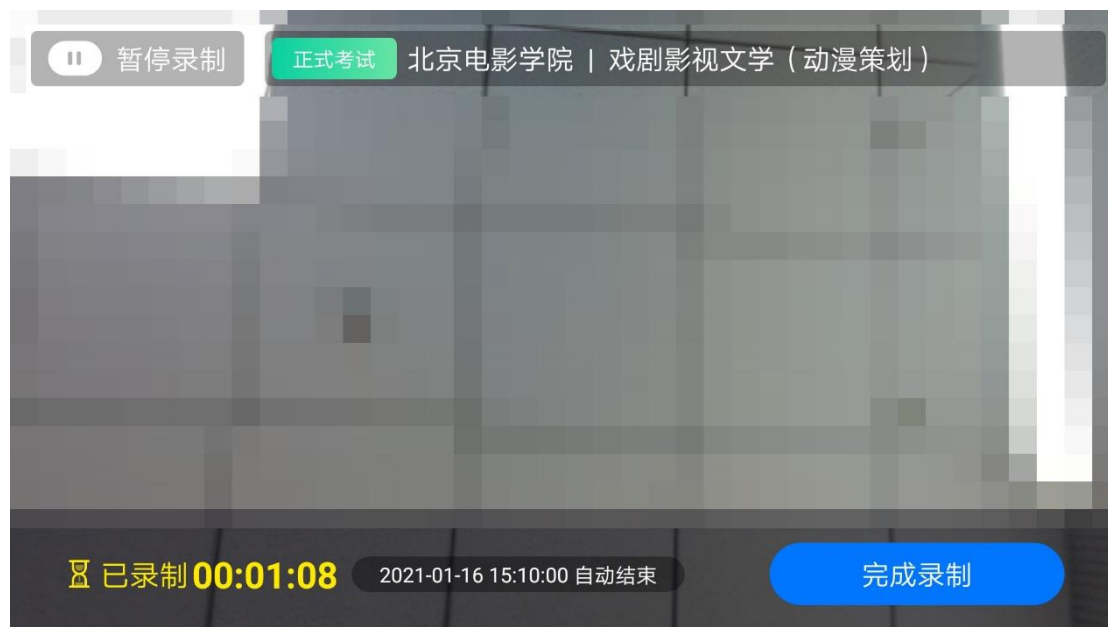 暂停录制
正式考试 北京电影学院 | 戏剧影视文学（动漫策划）
已录制 00:01:08
2021-01-16 15:10:00 自动结束
完成录制